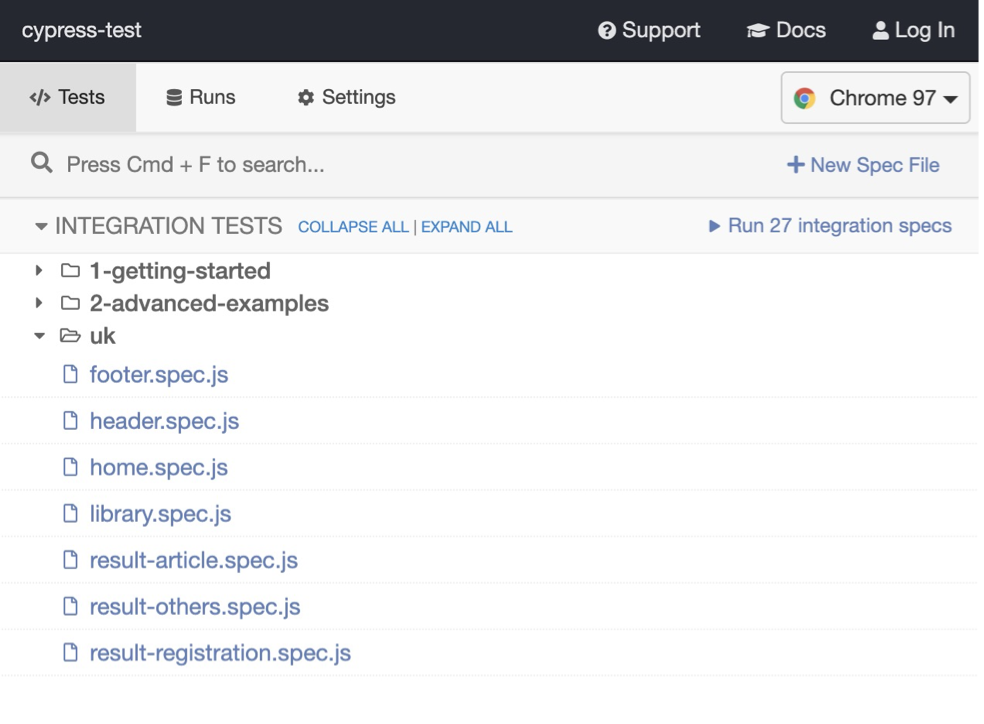 cypress-test Support Docs Log In
Tests Runs Settings Chrome 97
Press Cmd + F to search... New Spec File
INTEGRATION TESTS COLLAPSE ALL | EXPAND ALL Run 27 integration specs
1-getting-started
2-advanced-examples
uk
footer.spec.js
header.spec.js
home.spec.js
library.spec.js
result-article.spec.js
result-others.spec.js
result-registration.spec.js